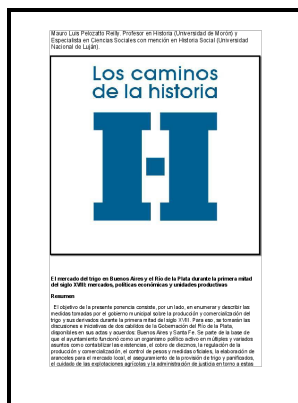 Mauro Luis Pelozatto Reilly. Profesor en Historia (Universidad de Morón) y
Especialista en Ciencias Sociales con mención en Historia Social (Universidad
Nacional de Luján).
Los caminos
de la historia
H
El mercado del trigo en Buenos Aires y el Río de la Plata durante la primera mitad
del siglo XVIII: mercados, políticas económicas y unidades productivas
Resumen
El objetivo de la presente ponencia consiste, por un lado, en enumerar y describir las
medidas tomadas por el gobierno municipal sobre la producción y comercialización del
trigo y sus derivados durante la primera mitad del siglo XVIII. Para eso, se tomarán las
discusiones e iniciativas de dos cabildos de la Gobernación del Río de la Plata,
disponibles en sus actas y acuerdos: Buenos Aires y Santa Fe. Se parte de la base de
que el ayuntamiento funcionó como un organismo político activo en múltiples y variados
asuntos como contabilizar las existencias, el cobro de diezmos, la regulación de la
producción y comercialización, el control de pesos y medidas oficiales, la elaboración de
aranceles para el mercado local, el aseguramiento de la provisión de trigo y panificados,
el cuidado de las explotaciones agrícolas y la administración de justicia en torno a estas